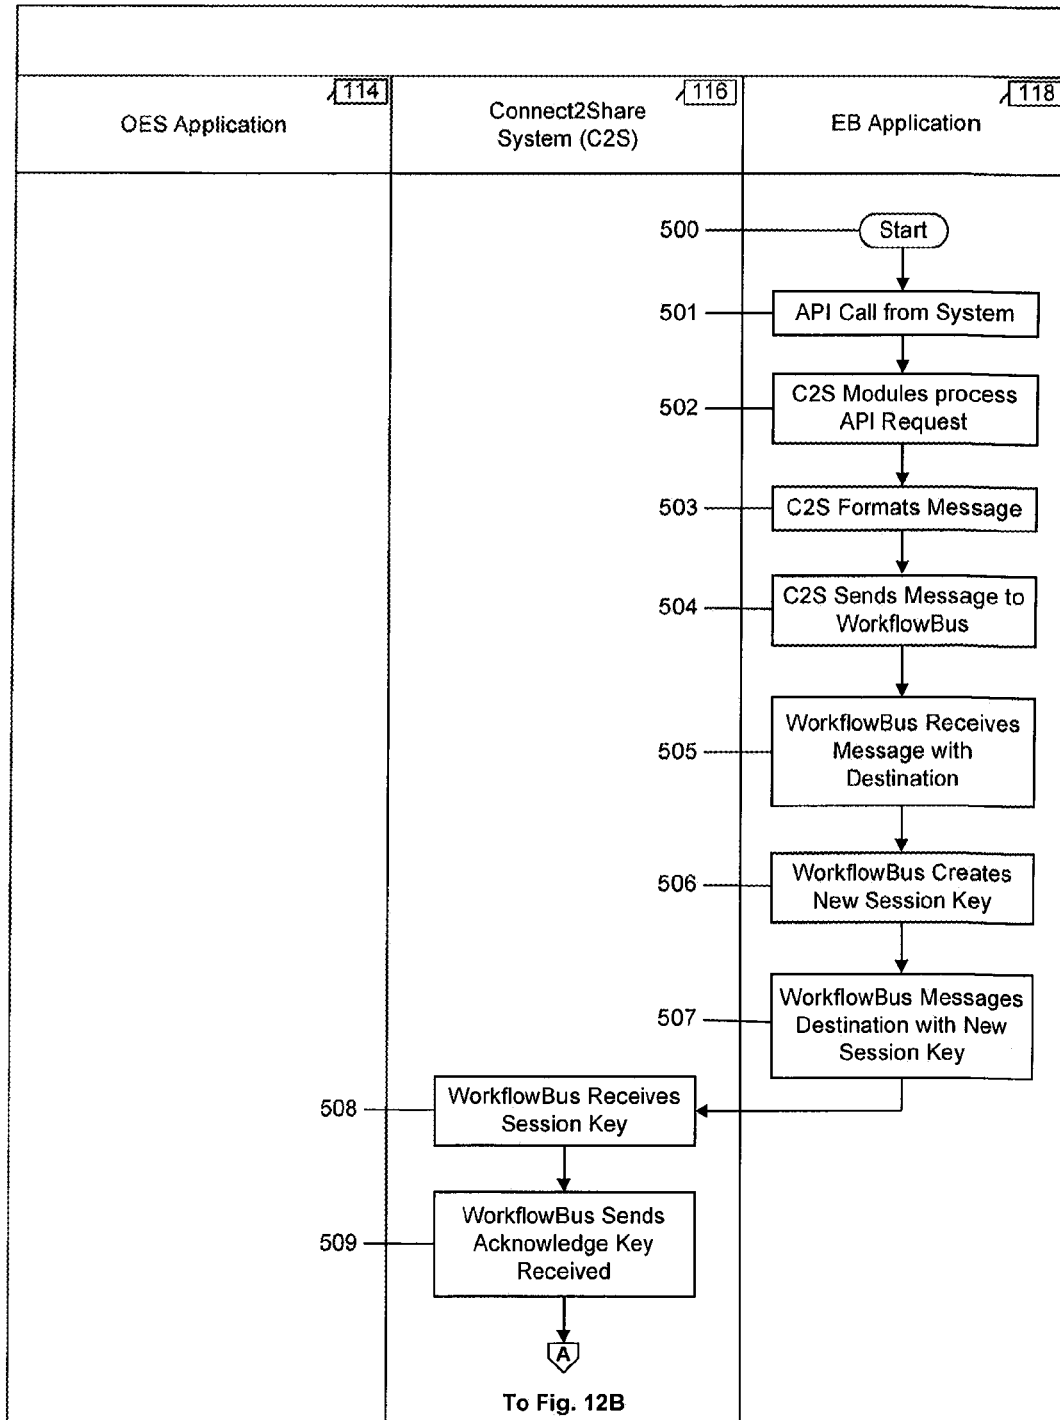 114
OES Application
116
Connect2Share
System (C2S)
118
EB Application
500
Start
501
API Call from System
502
C2S Modules process
API Request
503
C2S Formats Message
504
C2S Sends Message to
WorkflowBus
505
WorkflowBus Receives
Message with
Destination
506
WorkflowBus Creates
New Session Key
507
WorkflowBus Messages
Destination with New
Session Key
508
WorkflowBus Receives
Session Key
509
WorkflowBus Sends
Acknowledge Key
Received
A
To Fig. 12B